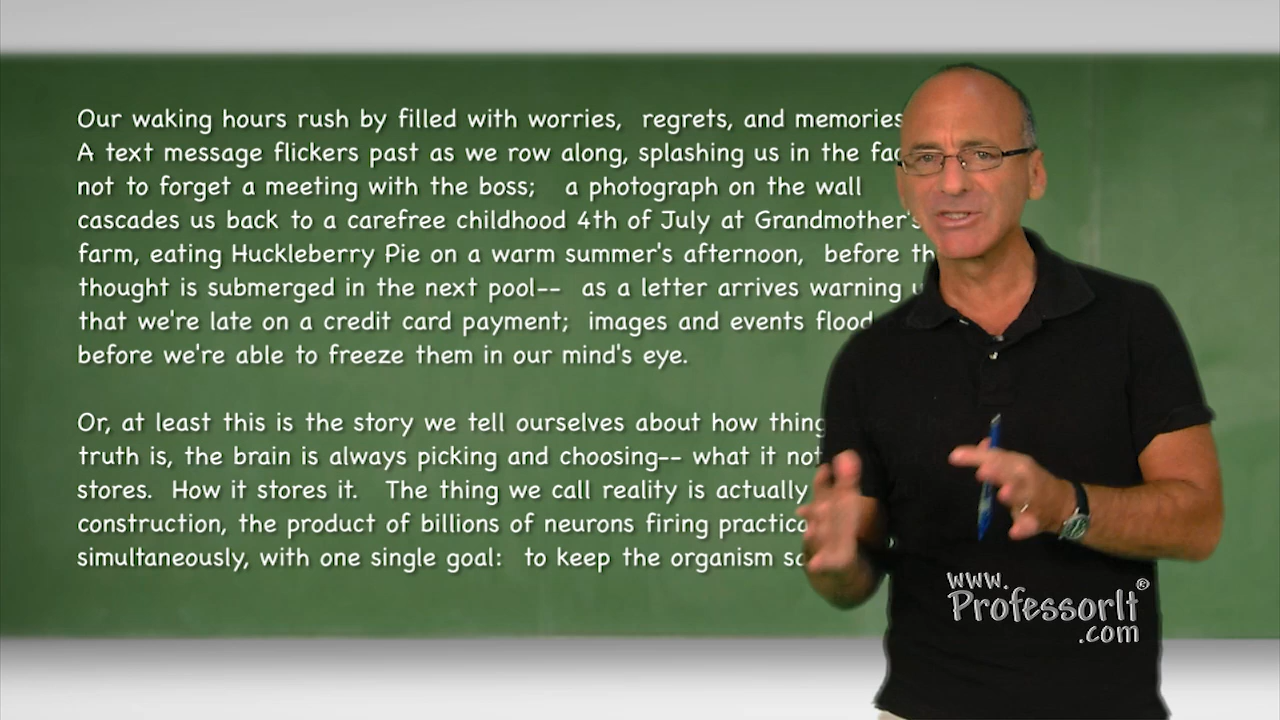 Our waking hours rush by filled with worries, regrets, and memories
A text message flickers past as we row along, splashing us in the
not to forget a meeting with the boss; a photograph on the wall
cascades us back to a carefree childhood 4th of July at Grandmother's
farm, eating Huckleberry Pie on a warm summer's afternoon, before
thought is submerged in the next pool-- as a letter arrives warning
that we're late on a credit card payment; images and events flood
before we're able to freeze them in our mind's eye.
Or, at least this is the story we tell ourselves about how
truth is, the brain is always picking and choosing-- what it
stores. How it stores it. The thing we call reality is actually
construction, the product of billions of neurons firing
simultaneously, with one single goal: to keep the organism
www.
ProfessorIt®
.com